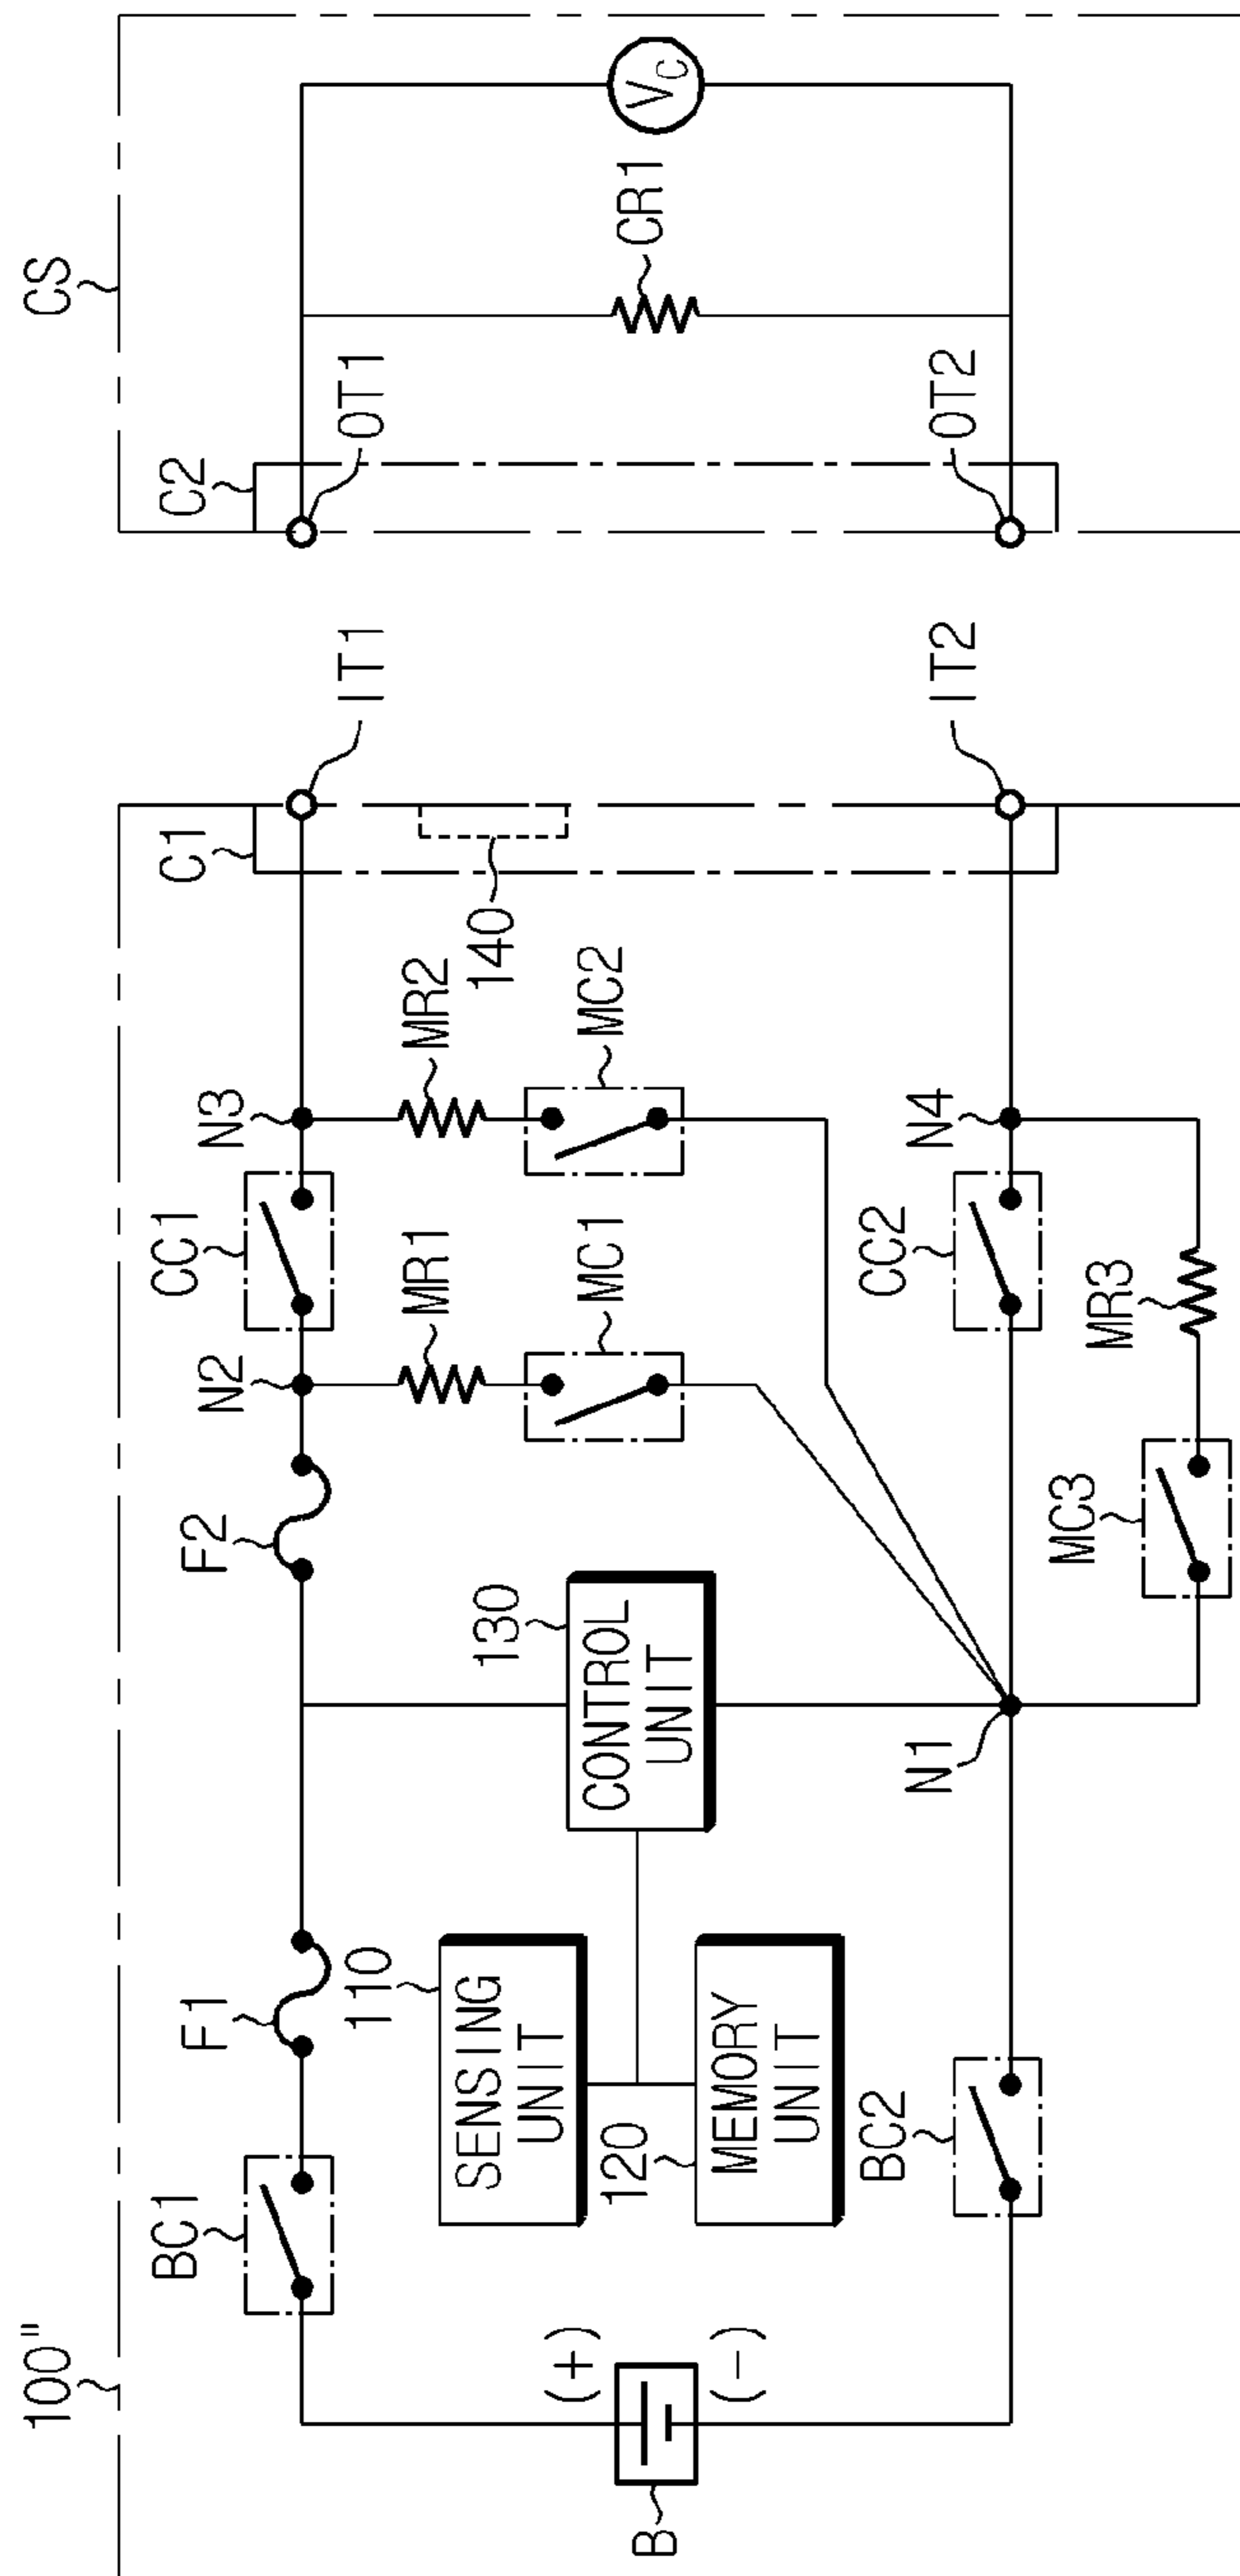 100"
CS
BC1
F1
F2
N2
CC1
N3
C1
C2
IT1
OT1
110
SENSING
UNIT
120
MEMORY
UNIT
130
CONTROL
UNIT
MR1
MR2
MC1
MC2
140
CR1
VC
B
(+)
(-)
BC2
N1
CC2
N4
IT2
OT2
MC3
MR3